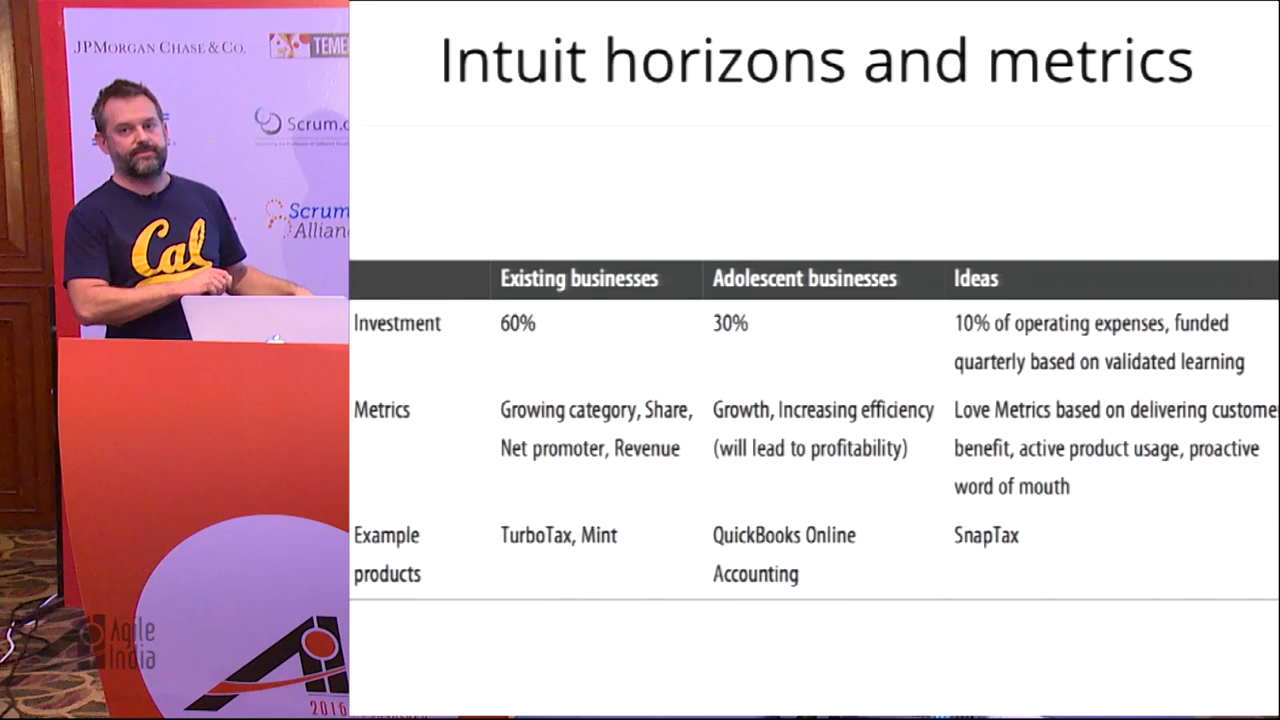 JPMORGAN CHASE & CO.
TEME
Scrum.o
Scrum
Allian
Cal
Agile
India
2016
Intuit horizons and metrics
Existing businesses Adolescent businesses Ideas
Investment 60% 30% 10% of operating expenses, funded
quarterly based on validated learning
Metrics Growing category, Share, Growth, Increasing efficiency Love Metrics based on delivering custome
Net promoter, Revenue (will lead to profitability) benefit, active product usage, proactive
word of mouth
Example TurboTax, Mint QuickBooks Online SnapTax
products Accounting